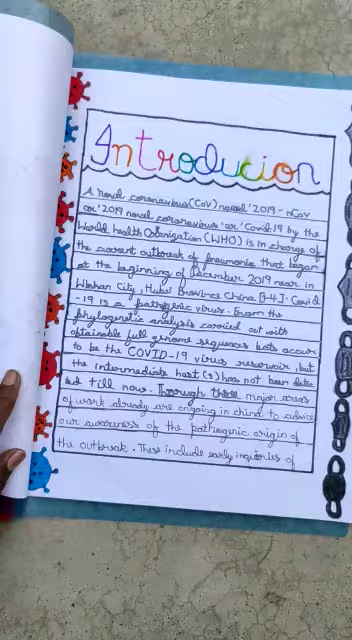 Introducion
A novel coronavirus (CoV) named '2019 - nCov
or '2019 novel coronavirus 'or' Covid-19 by the
World health Organization (WHO) is in charge of
the current outbreak of pneumonia that began
at the beginning of December 2019 near in
Wuhan City, Hubei Province China [1-4]. Covid
-19 is a pathogenic virus. From the
phylogenetic analysis carried out with
obtainable full genome sequences bats occur
to be the COVID-19 virus reservoir, but
the intermediate host (s) has not been detec
ted till now. Through three major areas
of work already are ongoing in china to advice
our awareness of the pathogenic origin of
the outbreak. These include early inquiries of